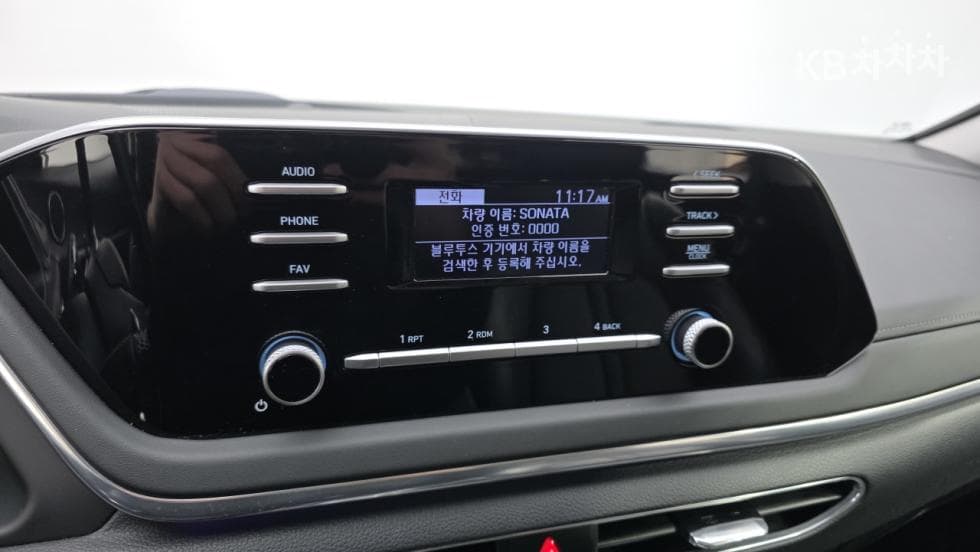 KB차차차
AUDIO
PHONE
FAV
전화 11:17 AM
차량 이름: SONATA
인증 번호: 0000
블루투스 기기에서 차량 이름을
검색한 후 등록해 주십시오.
SEEK
TRACK >
MENU
CLOCK
1 RPT 2 RDM 3 4 BACK